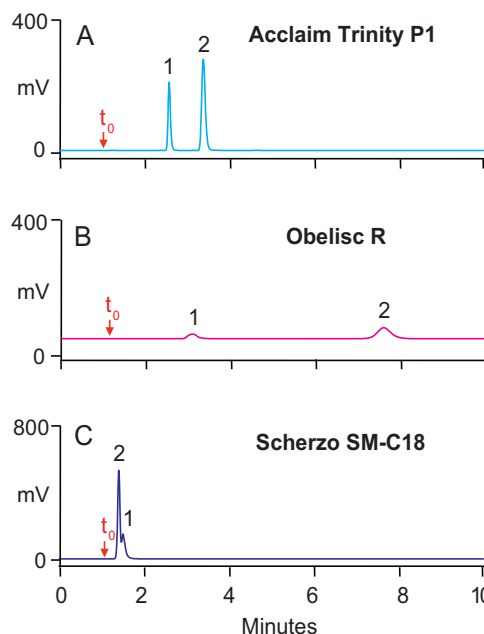 400
A
Acclaim Trinity P1
1
2
mV
t0
0
400
B
Obelisc R
mV
t0
1
2
0
800
C
Scherzo SM-C18
2
mV
1
t0
0
0 2 4 6 8 10
Minutes